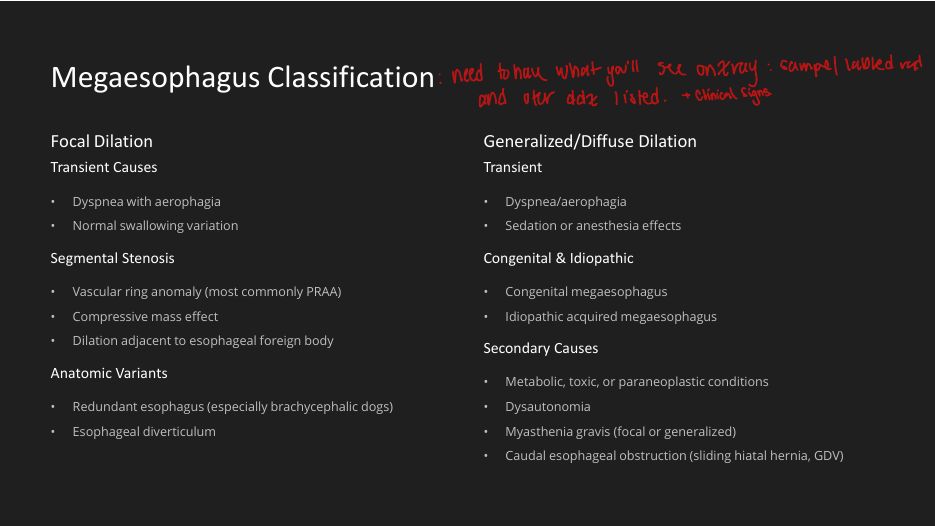 Megaesophagus Classification : need to have what you'll see on xray : sampel labled rad
and oter ddx listed. + clinical signs
Focal Dilation
Transient Causes
• Dyspnea with aerophagia
• Normal swallowing variation
Segmental Stenosis
• Vascular ring anomaly (most commonly PRAA)
• Compressive mass effect
• Dilation adjacent to esophageal foreign body
Anatomic Variants
• Redundant esophagus (especially brachycephalic dogs)
• Esophageal diverticulum
Generalized/Diffuse Dilation
Transient
• Dyspnea/aerophagia
• Sedation or anesthesia effects
Congenital & Idiopathic
• Congenital megaesophagus
• Idiopathic acquired megaesophagus
Secondary Causes
• Metabolic, toxic, or paraneoplastic conditions
• Dysautonomia
• Myasthenia gravis (focal or generalized)
• Caudal esophageal obstruction (sliding hiatal hernia, GDV)